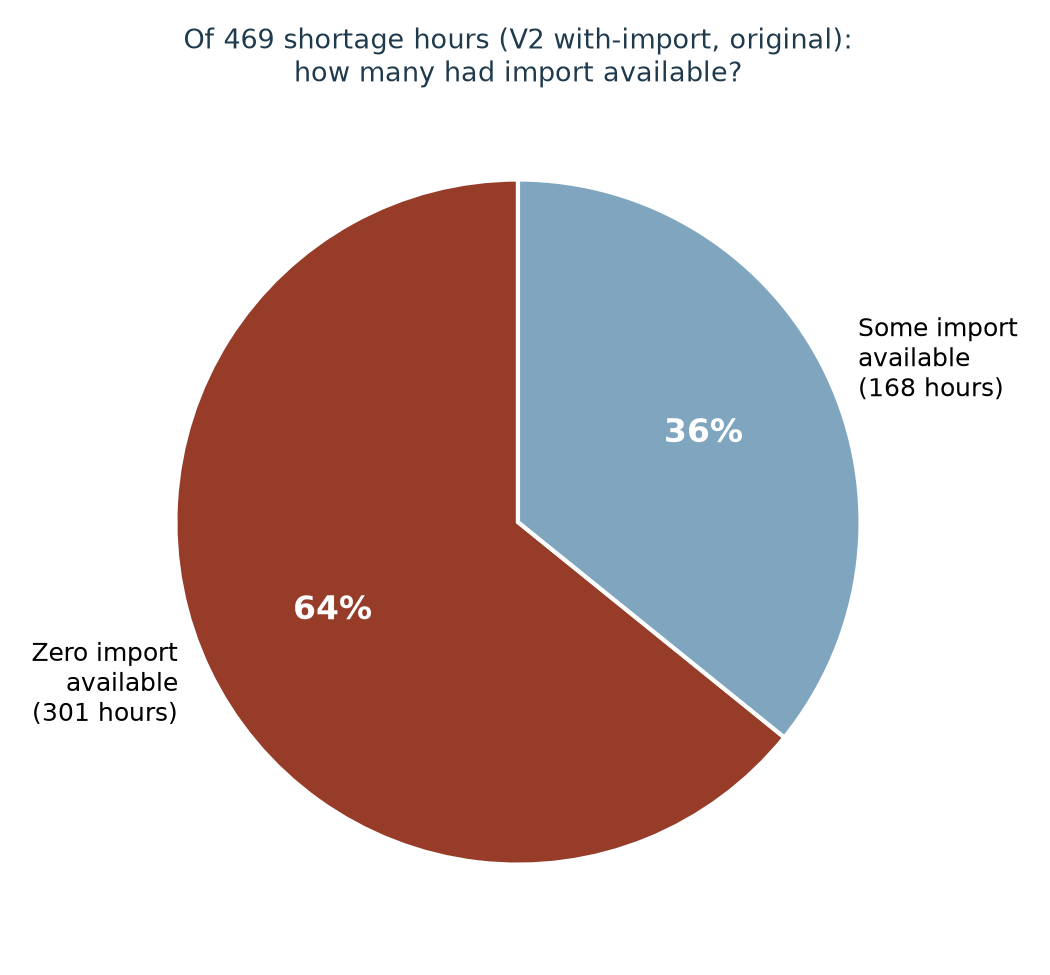 Of 469 shortage hours (V2 with-import, original):
how many had import available?
Some import
available
(168 hours)
36%
64%
Zero import
available
(301 hours)